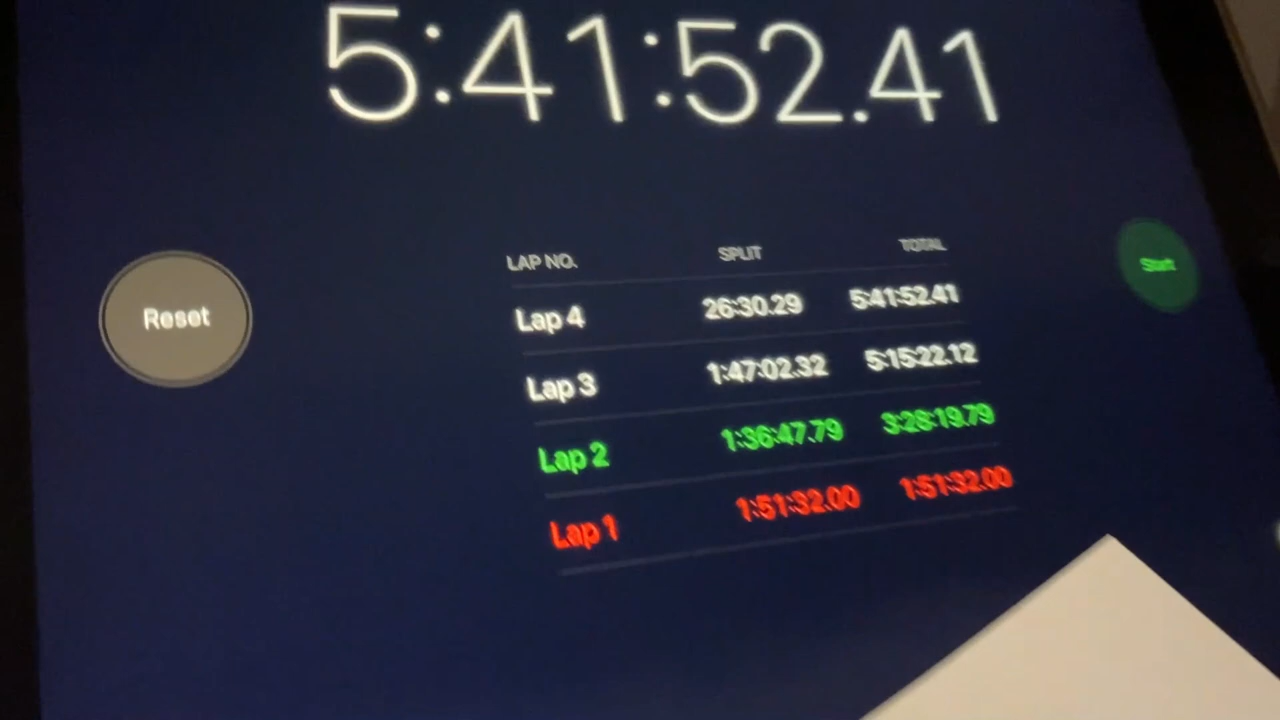 5:41:52.41
LAP NO. SPLIT TOTAL
Lap 4 26:30.29 5:41:52.41
Lap 3 1:47:02.32 5:15:22.12
Lap 2 1:36:47.79 3:28:19.79
Lap 1 1:51:32.00 1:51:32.00
Reset
Start